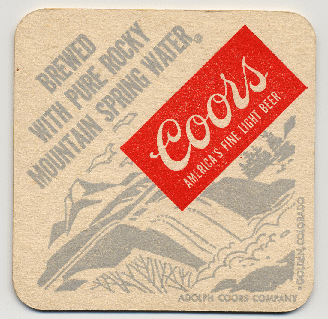 BREWED
WITH PURE ROCKY
MOUNTAIN SPRING WATER®
Coors
AMERICA'S FINE LIGHT BEER
ADOLPH COORS COMPANY
• GOLDEN, COLORADO